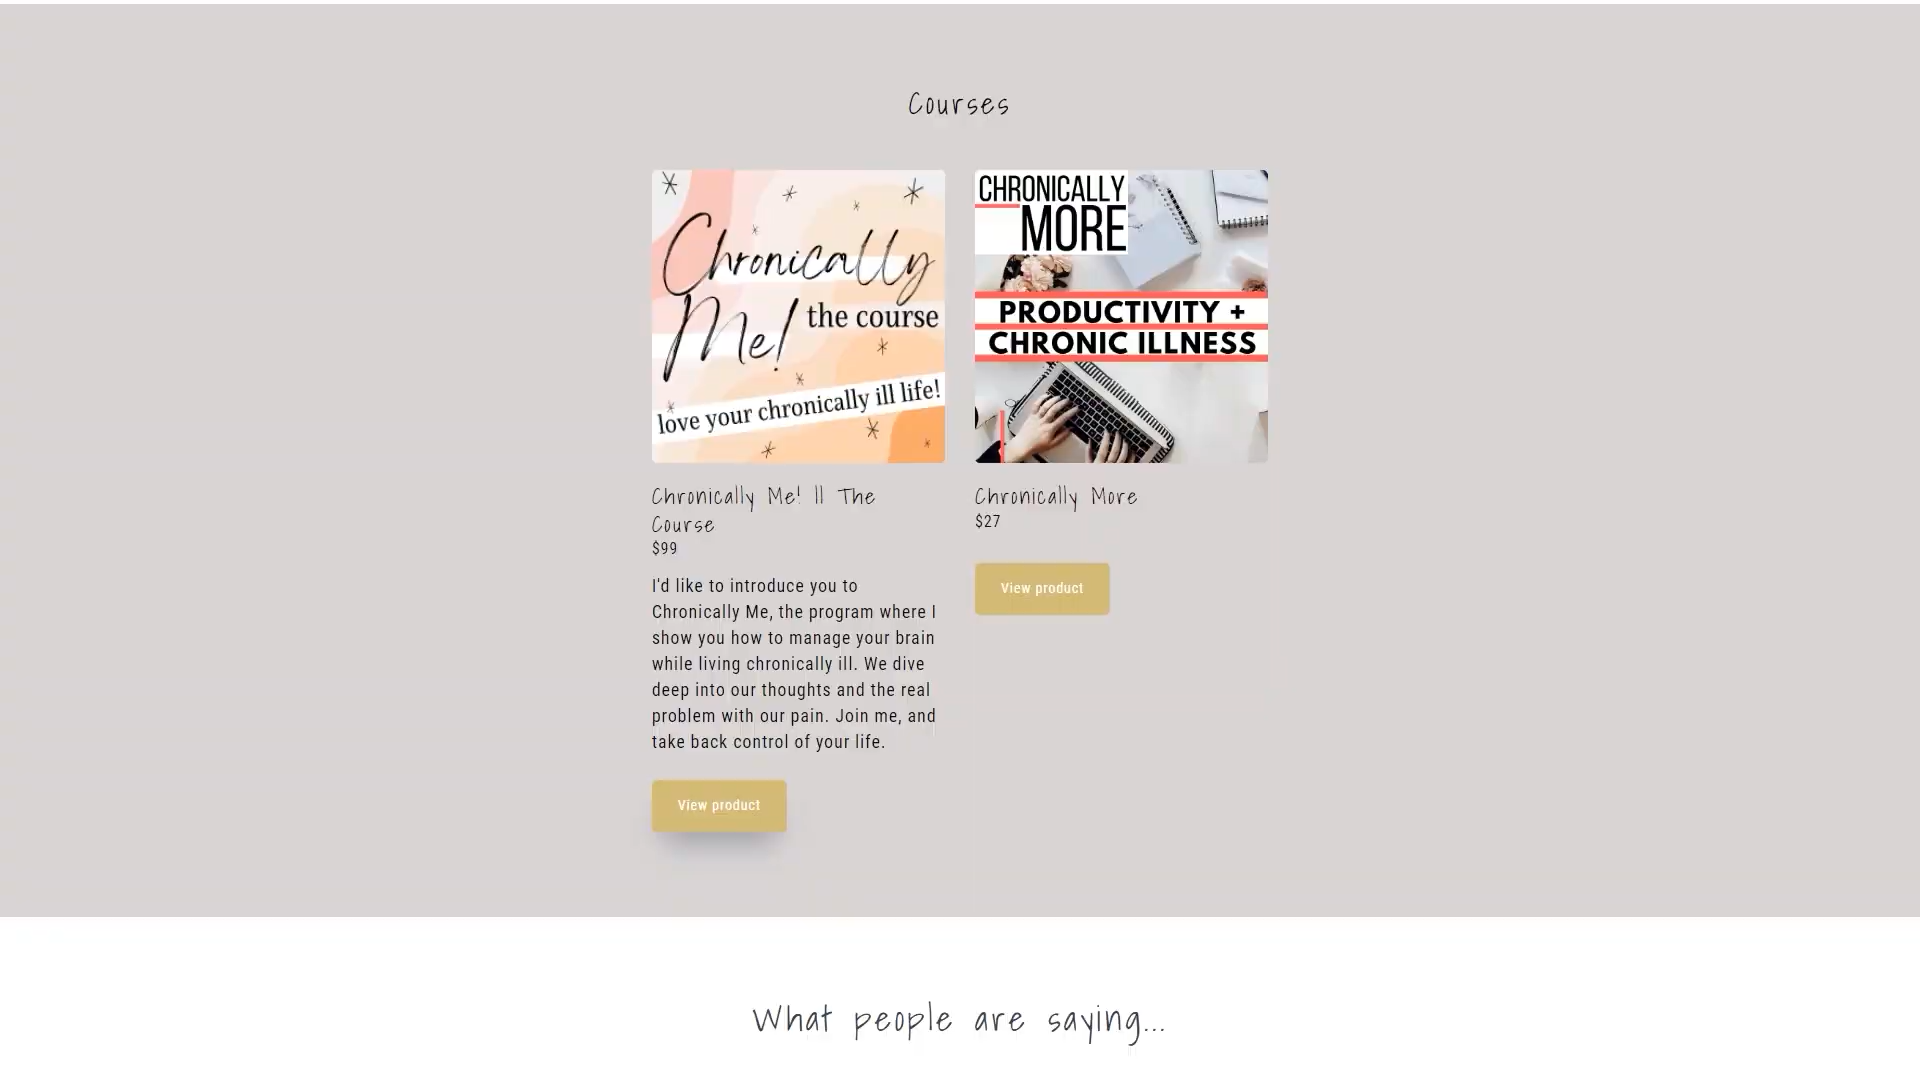 Courses
Chronically
Me! the course
love your chronically ill life!
CHRONICALLY
MORE
PRODUCTIVITY +
CHRONIC ILLNESS
Chronically Me! || The
Course
$99
I'd like to introduce you to
Chronically Me, the program where I
show you how to manage your brain
while living chronically ill. We dive
deep into our thoughts and the real
problem with our pain. Join me, and
take back control of your life.
View product
Chronically More
$27
View product
What people are saying...